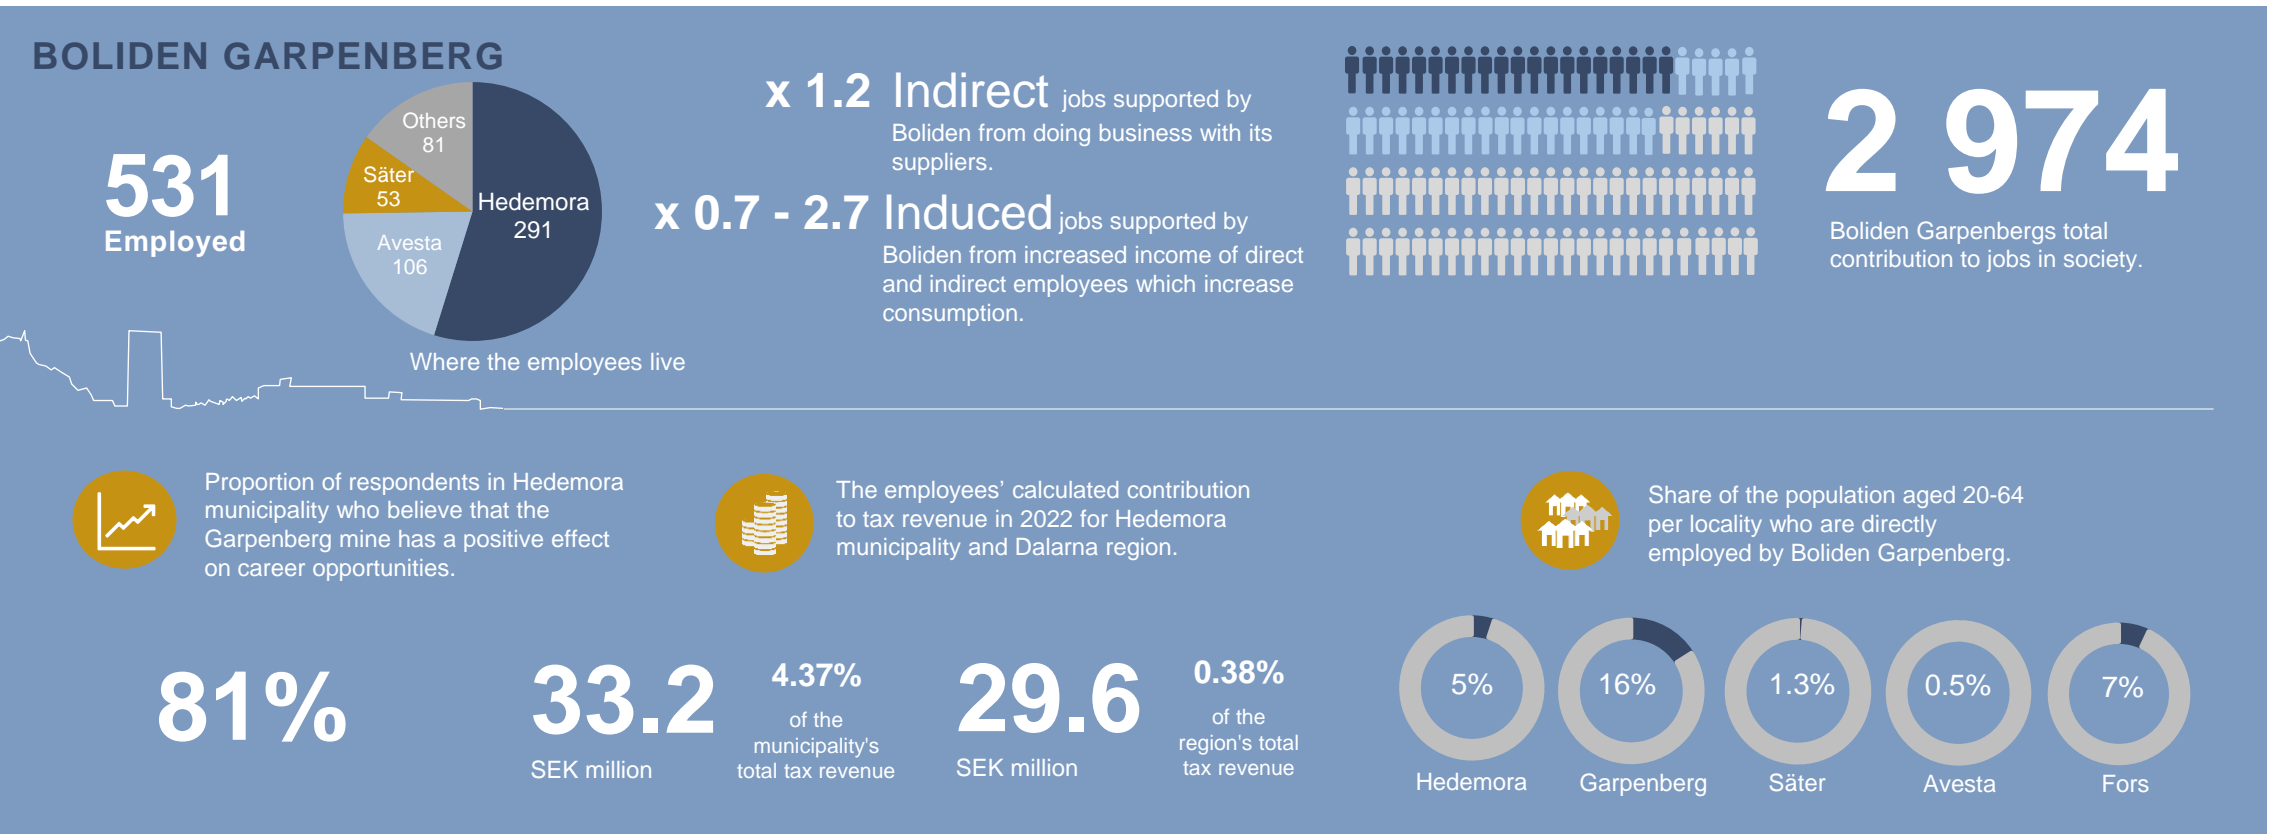 BOLIDEN GARPENBERG
531
Employed
Others
81
Säter
53
Hedemora
291
Avesta
106
Where the employees live
x 1.2 Indirect jobs supported by
Boliden from doing business with its
suppliers.
x 0.7 - 2.7 Induced jobs supported by
Boliden from increased income of direct
and indirect employees which increase
consumption.
2 974
Boliden Garpenbergs total
contribution to jobs in society.
Proportion of respondents in Hedemora
municipality who believe that the
Garpenberg mine has a positive effect
on career opportunities.
81%
The employees’ calculated contribution
to tax revenue in 2022 for Hedemora
municipality and Dalarna region.
33.2
SEK million
4.37%
of the
municipality's
total tax revenue
29.6
SEK million
0.38%
of the
region's total
tax revenue
Share of the population aged 20-64
per locality who are directly
employed by Boliden Garpenberg.
5%
Hedemora
16%
Garpenberg
1.3%
Säter
0.5%
Avesta
7%
Fors